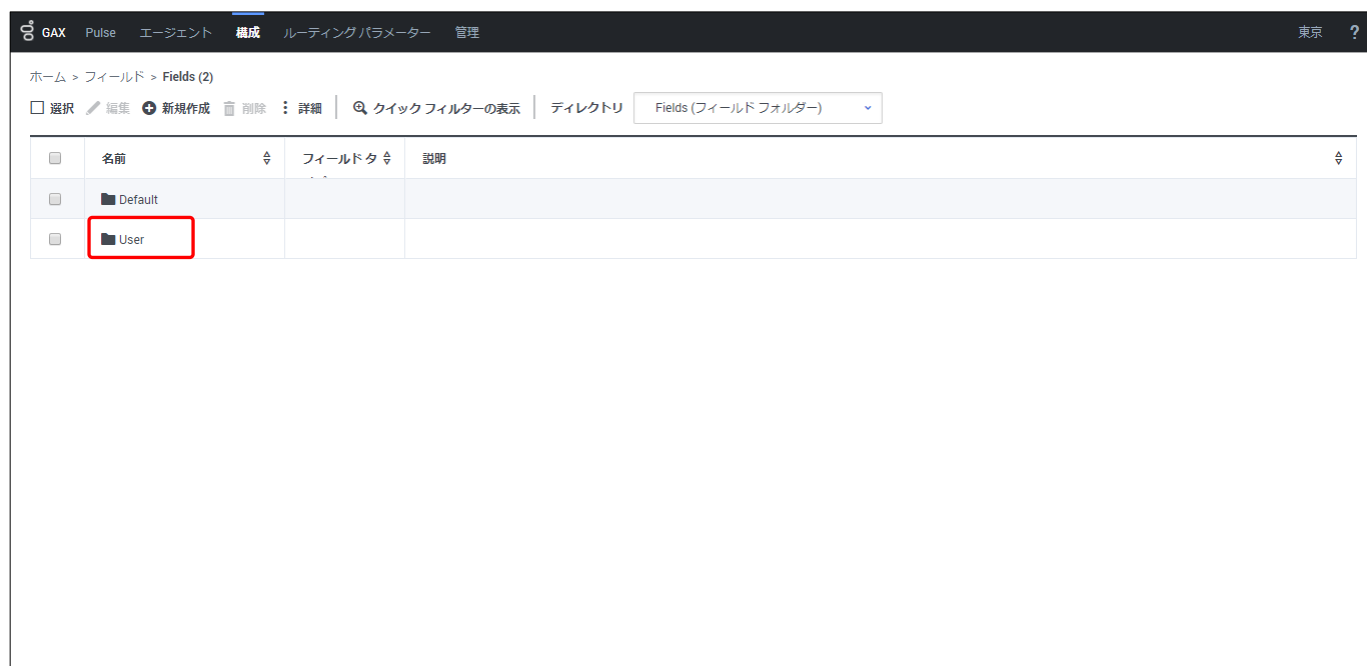 GAX Pulse エージェント 構成 ルーティング パラメーター 管理 東京 ?
ホーム > フィールド > Fields (2)
選択 編集 新規作成 削除 詳細 クイック フィルターの表示 ディレクトリ Fields (フィールド フォルダー)
名前 フィールド タ 説明
Default
User